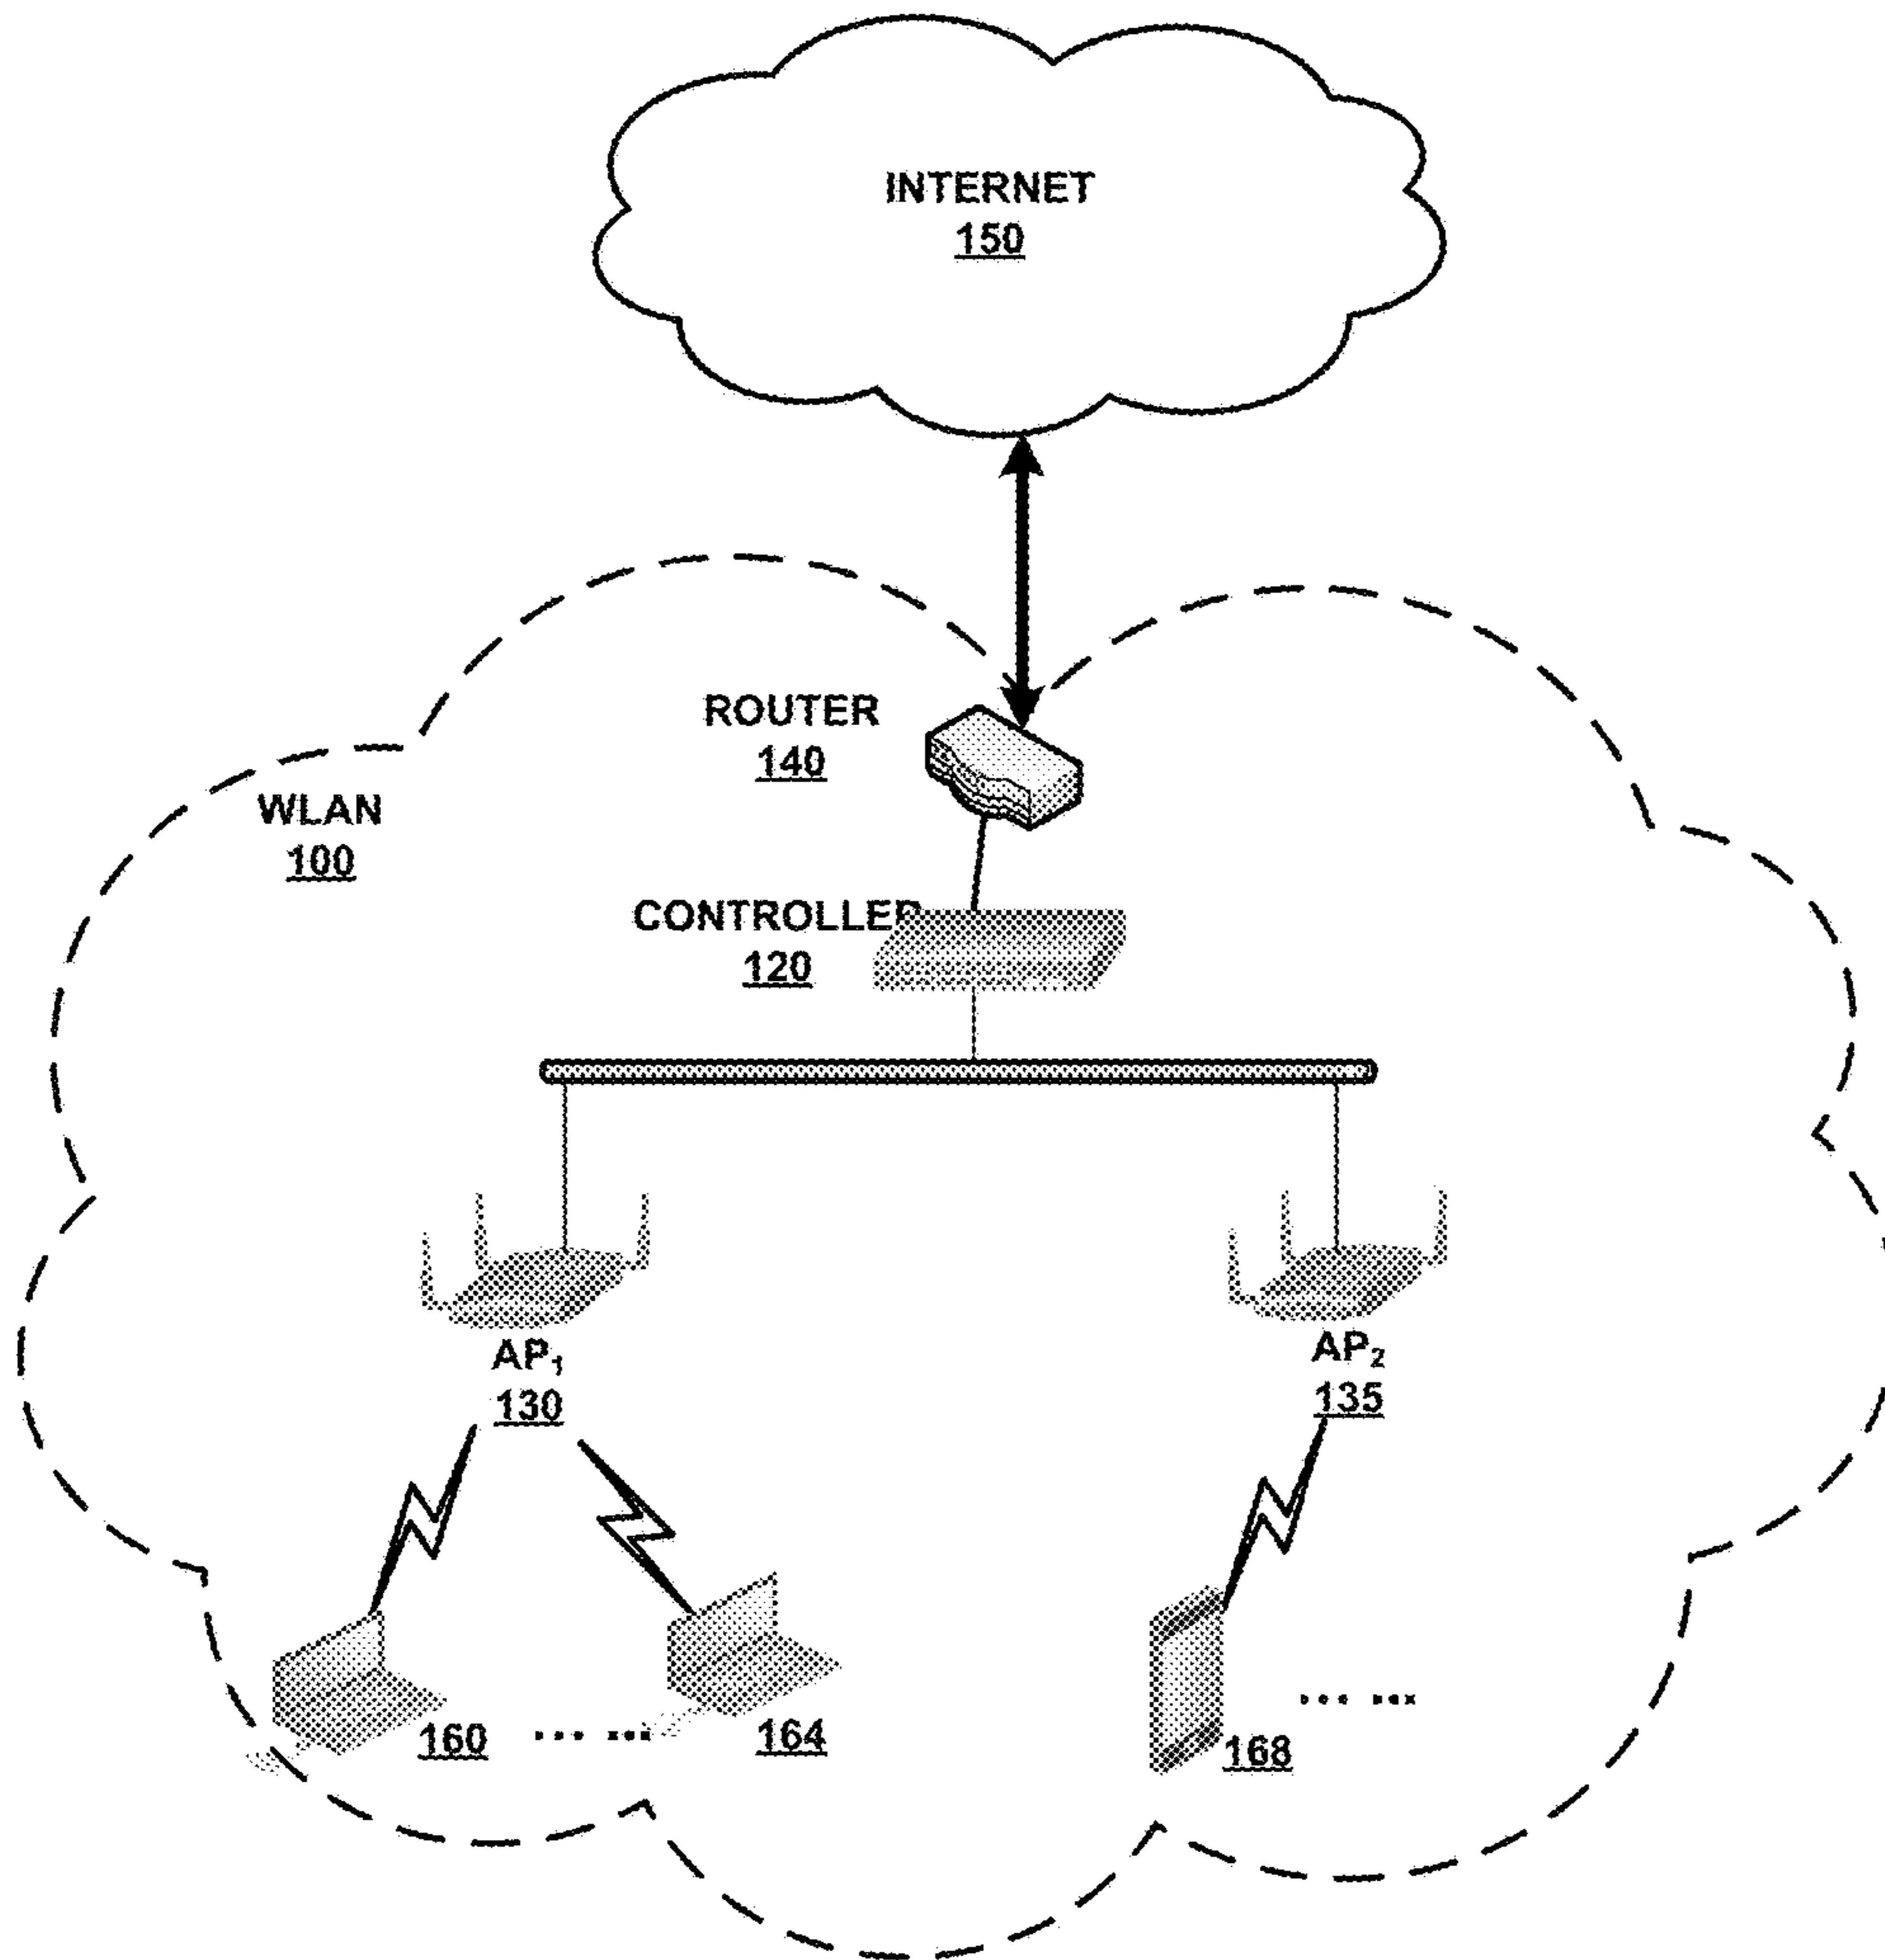 INTERNET
150
ROUTER
140
WLAN
100
CONTROLLER
120
AP₁
130
AP₂
135
160
... ...
164
168
... ...